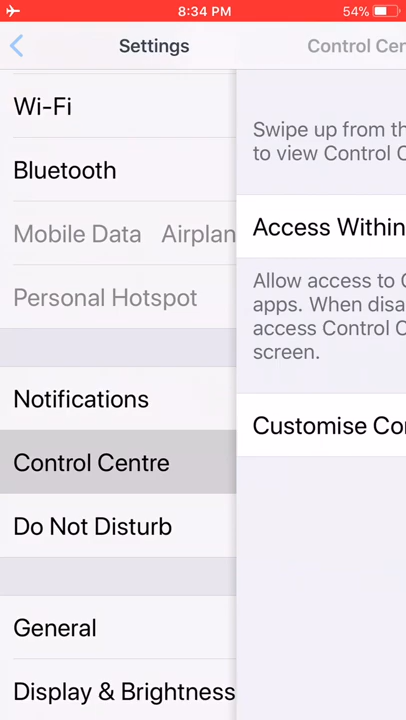 8:34 PM
54%
Settings
Control Cer
Wi-Fi
Bluetooth
Mobile Data Airplan
Personal Hotspot
Notifications
Control Centre
Do Not Disturb
General
Display & Brightness
Swipe up from th
to view Control C
Access Within
Allow access to C
apps. When disa
access Control C
screen.
Customise Cor